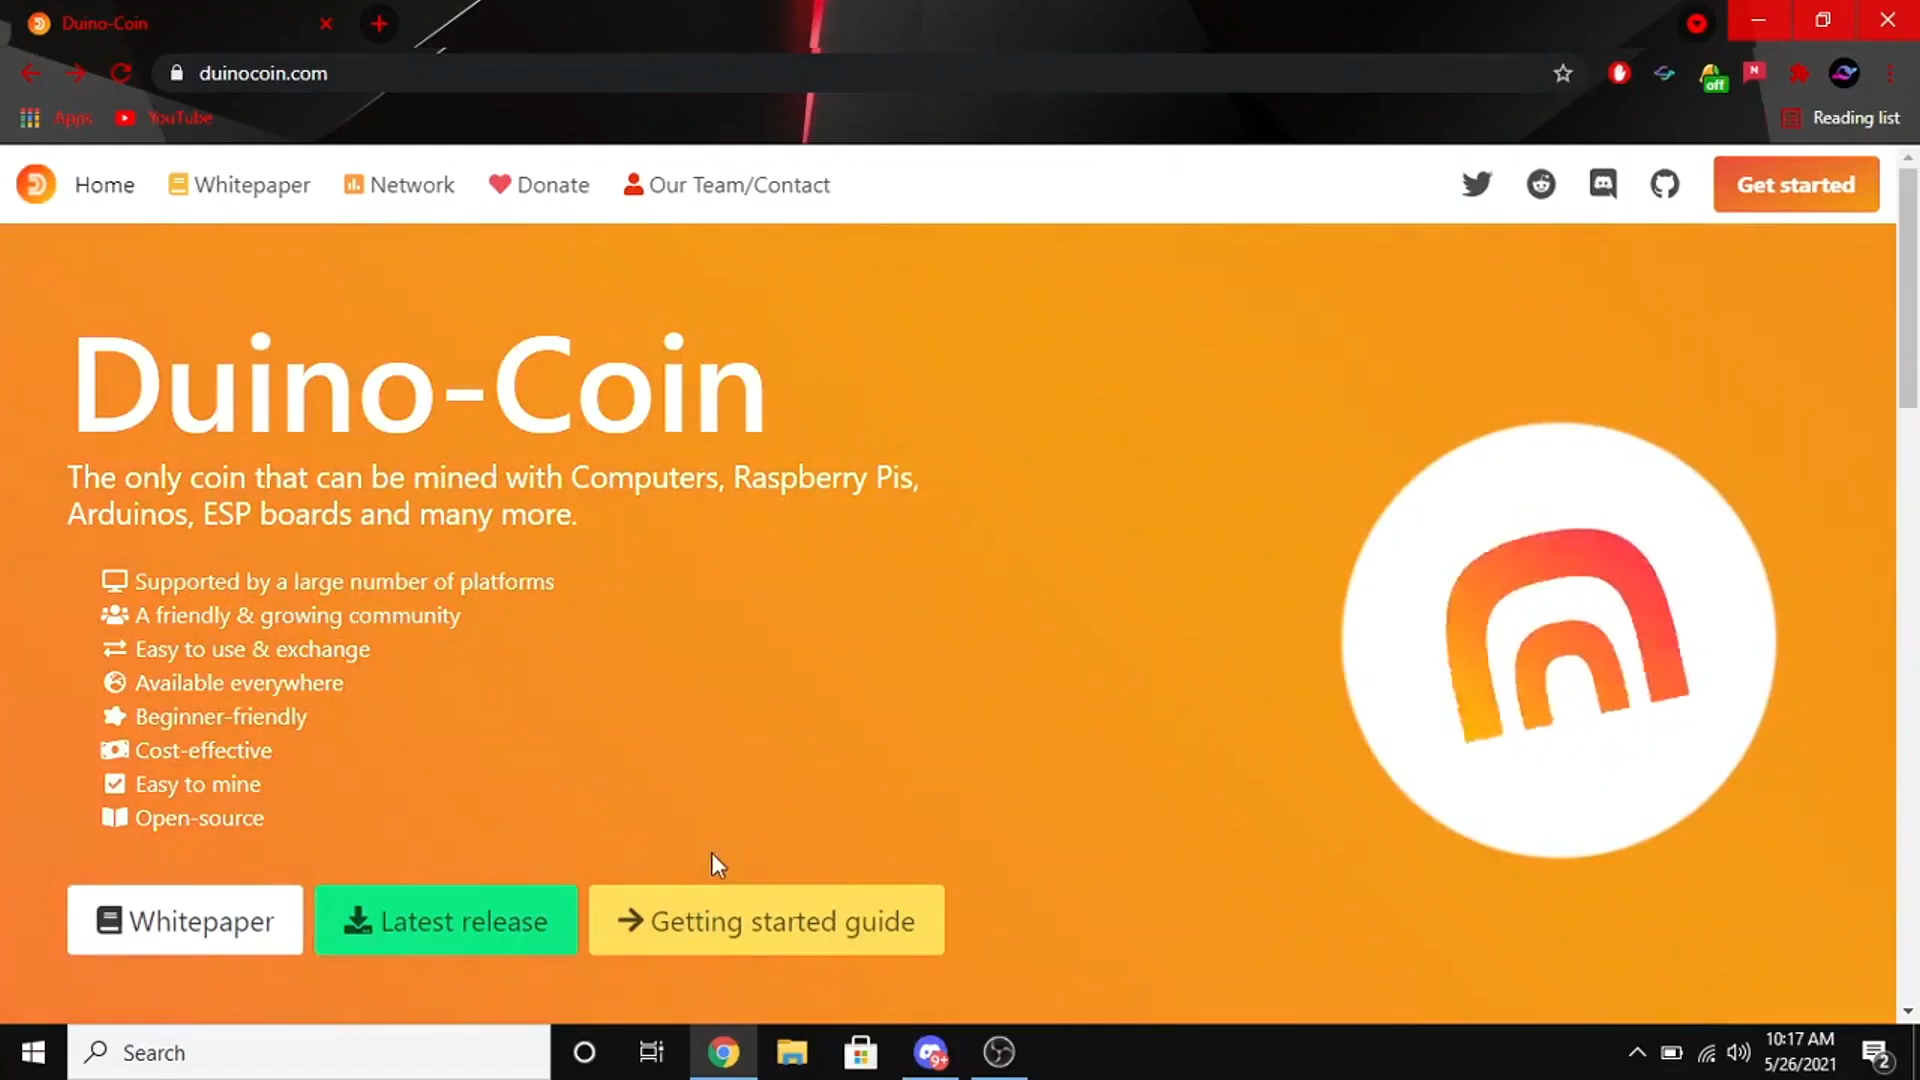 Duino-Coin
duinocoin.com
off
N
Apps
YouTube
Reading list
Home
Whitepaper
Network
Donate
Our Team/Contact
Get started
Duino-Coin
The only coin that can be mined with Computers, Raspberry Pis,
Arduinos, ESP boards and many more.
Supported by a large number of platforms
A friendly & growing community
Easy to use & exchange
Available everywhere
Beginner-friendly
Cost-effective
Easy to mine
Open-source
Whitepaper
Latest release
Getting started guide
Search
9+
10:17 AM
5/26/2021
2